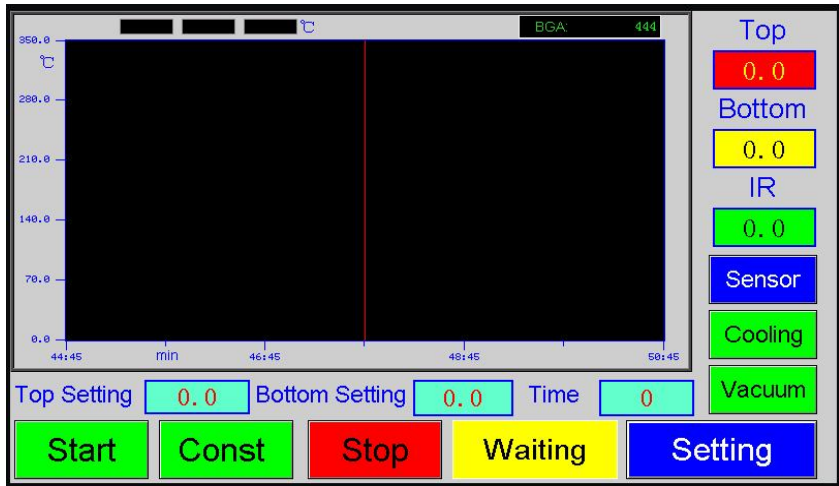 ℃ BGA: 444
350.0
℃
280.0
210.0
140.0
70.0
0.0
44:45 min 46:45 48:45 50:45
Top
0.0
Bottom
0.0
IR
0.0
Sensor
Cooling
Vacuum
Top Setting 0.0 Bottom Setting 0.0 Time 0
Start Const Stop Waiting Setting